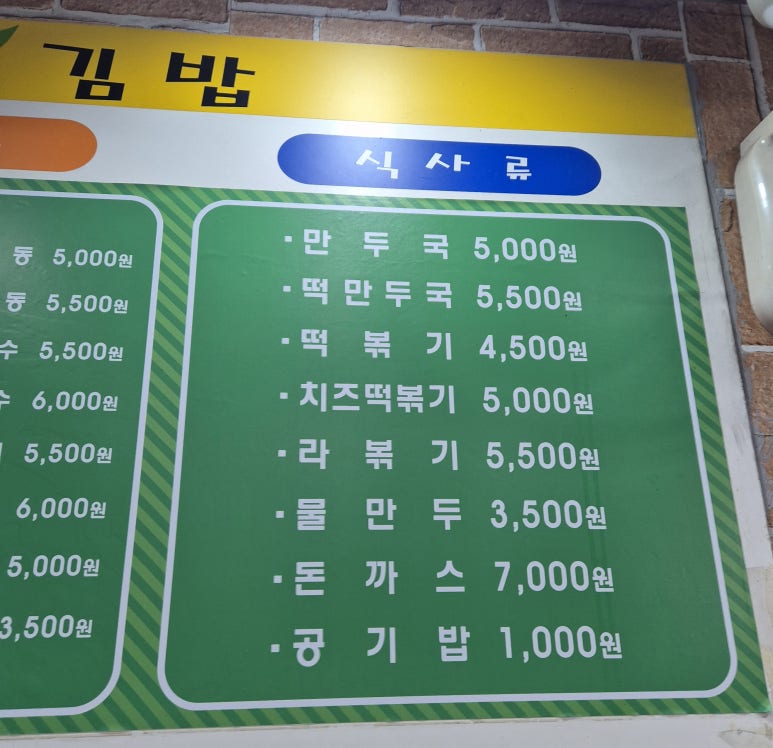 김밥
식사류
동 5,000원
동 5,500원
수 5,500원
수 6,000원
5,500원
6,000원
5,000원
3,500원
· 만 두 국 5,000원
· 떡만두국 5,500원
· 떡 볶 기 4,500원
· 치즈떡볶기 5,000원
· 라 볶 기 5,500원
· 물 만 두 3,500원
· 돈 까 스 7,000원
· 공 기 밥 1,000원